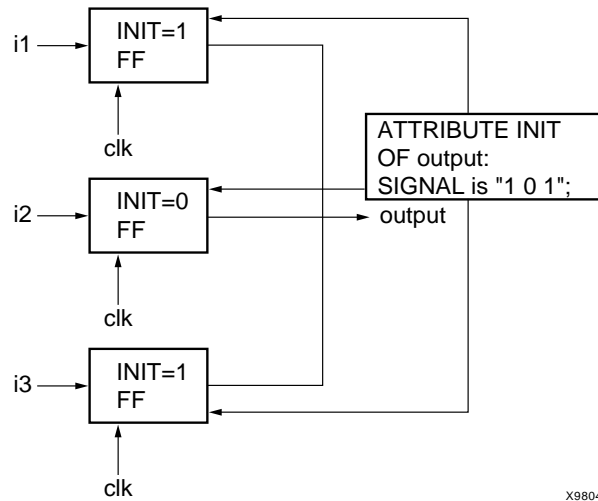 i1
INIT=1
FF
clk
ATTRIBUTE INIT
OF output:
SIGNAL is "1 0 1";
i2
INIT=0
FF
output
clk
i3
INIT=1
FF
clk
X9804